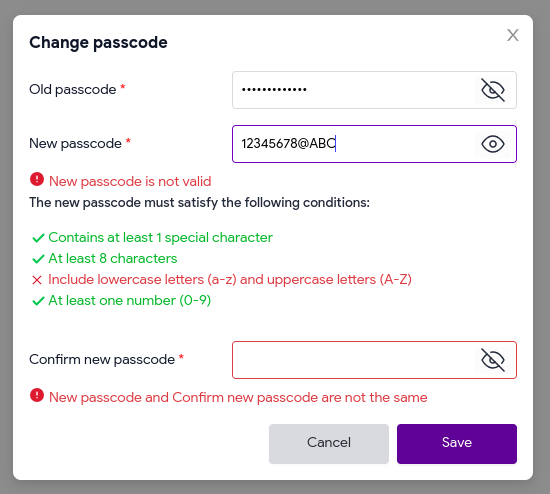 Change passcode
X
Old passcode *
•••••••••••••
New passcode *
12345678@ABC
New passcode is not valid
The new passcode must satisfy the following conditions:
Contains at least 1 special character
At least 8 characters
Include lowercase letters (a-z) and uppercase letters (A-Z)
At least one number (0-9)
Confirm new passcode *
New passcode and Confirm new passcode are not the same
Cancel
Save